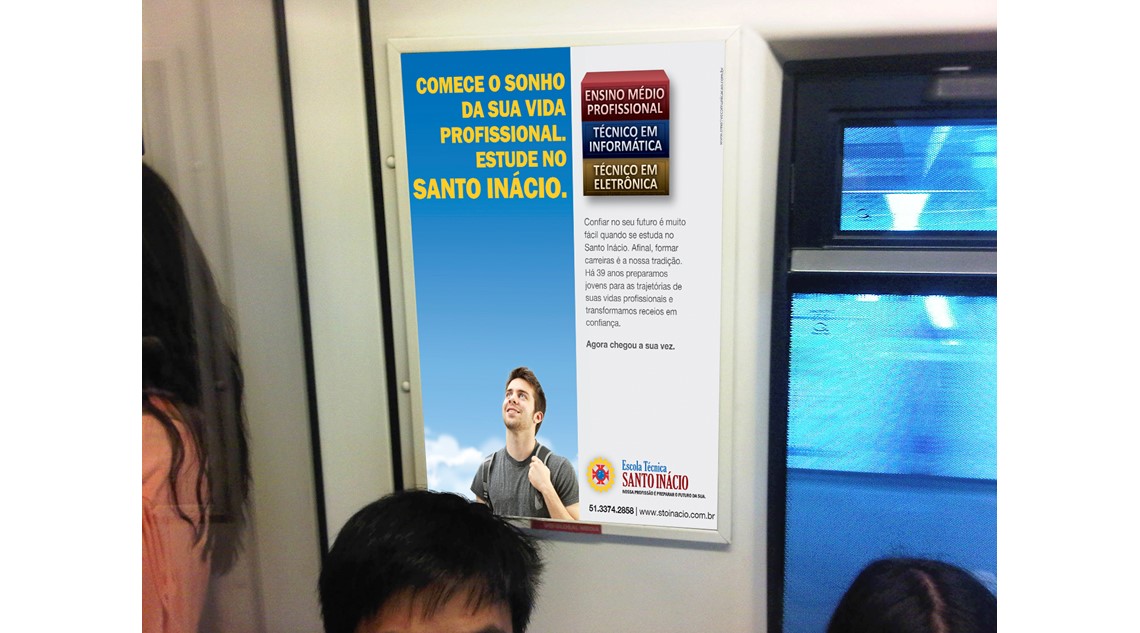 COMECE O SONHO
DA SUA VIDA
PROFISSIONAL.
ESTUDE NO
SANTO INÁCIO.
ENSINO MÉDIO
PROFISSIONAL
TÉCNICO EM
INFORMÁTICA
TÉCNICO EM
ELETRÔNICA
Confiar no seu futuro é muito
fácil quando se estuda no
Santo Inácio. Afinal, formar
carreiras é a nossa tradição.
Há 39 anos preparamos
jovens para as trajetórias de
suas vidas profissionais e
transformamos receios em
confiança.
Agora chegou a sua vez.
Escola Técnica
SANTO INÁCIO
NOSSA PROFISSÃO É PREPARAR O FUTURO DA SUA.
51.3374.2858 | www.stoinacio.com.br